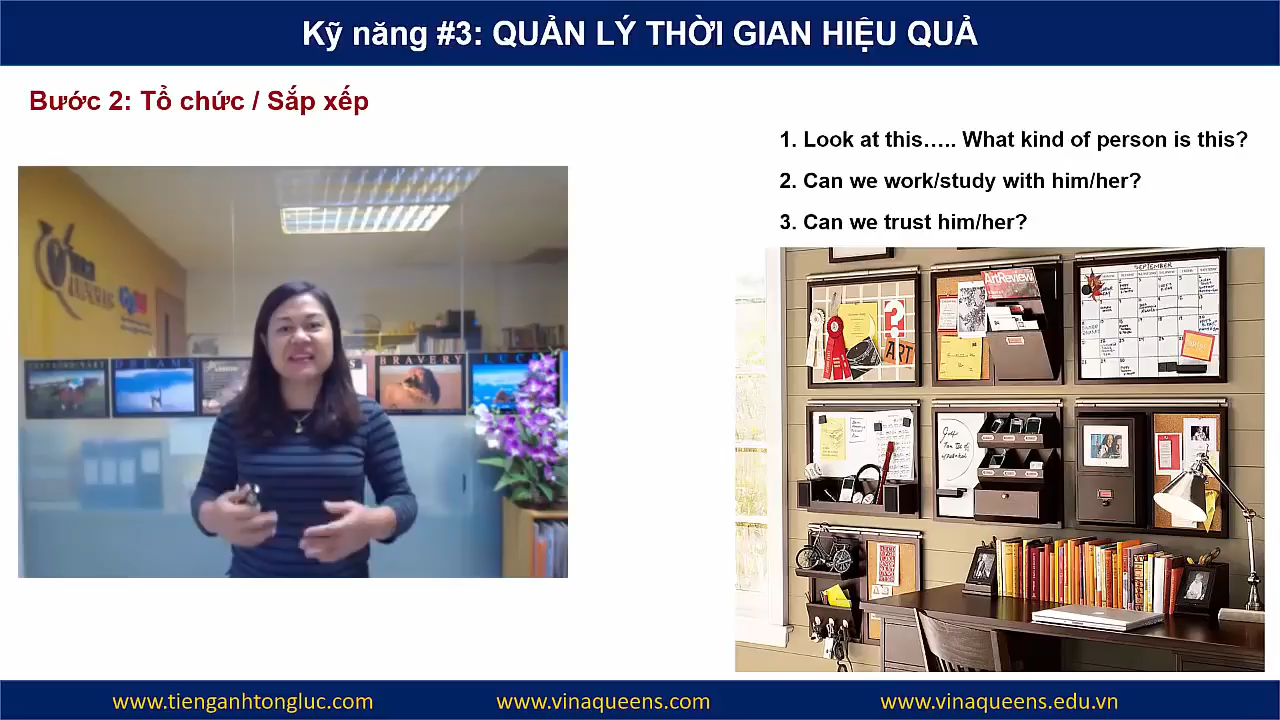 Kỹ năng #3: QUẢN LÝ THỜI GIAN HIỆU QUẢ
Bước 2: Tổ chức / Sắp xếp
1. Look at this….. What kind of person is this?
2. Can we work/study with him/her?
3. Can we trust him/her?
BRAVERY
ArtReview
ART
SEPTEMBER
www.tienganhtongluc.com
www.vinaqueens.com
www.vinaqueens.edu.vn